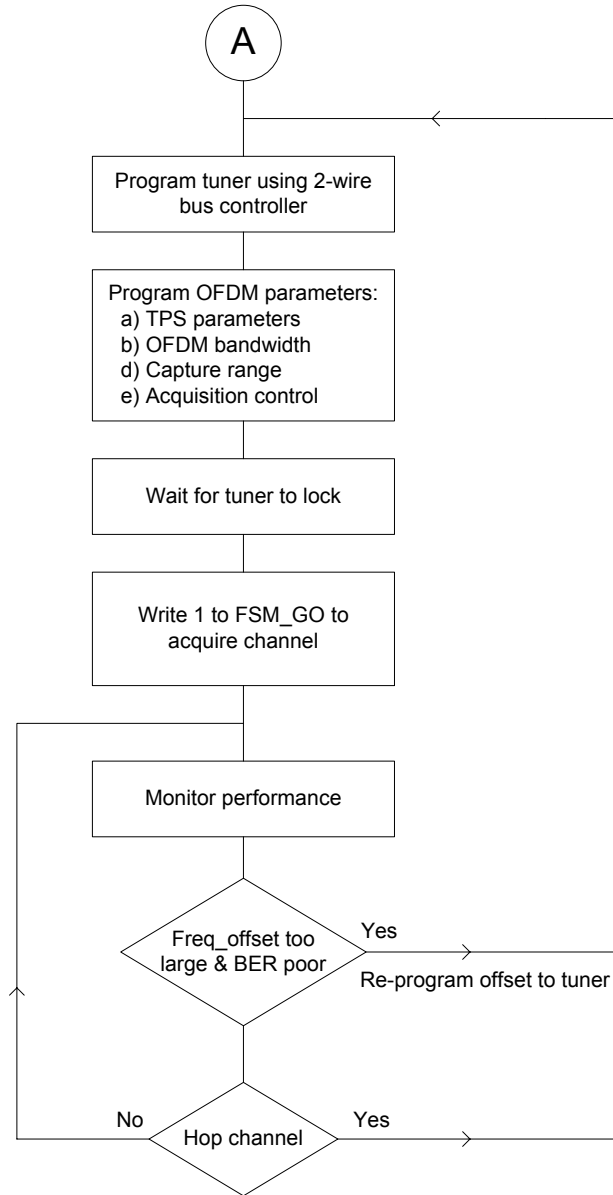 A
Program tuner using 2-wire
bus controller
Program OFDM parameters:
a) TPS parameters
b) OFDM bandwidth
d) Capture range
e) Acquisition control
Wait for tuner to lock
Write 1 to FSM_GO to
acquire channel
Monitor performance
Freq_offset too
large & BER poor
Yes
Re-program offset to tuner
No
Hop channel
Yes